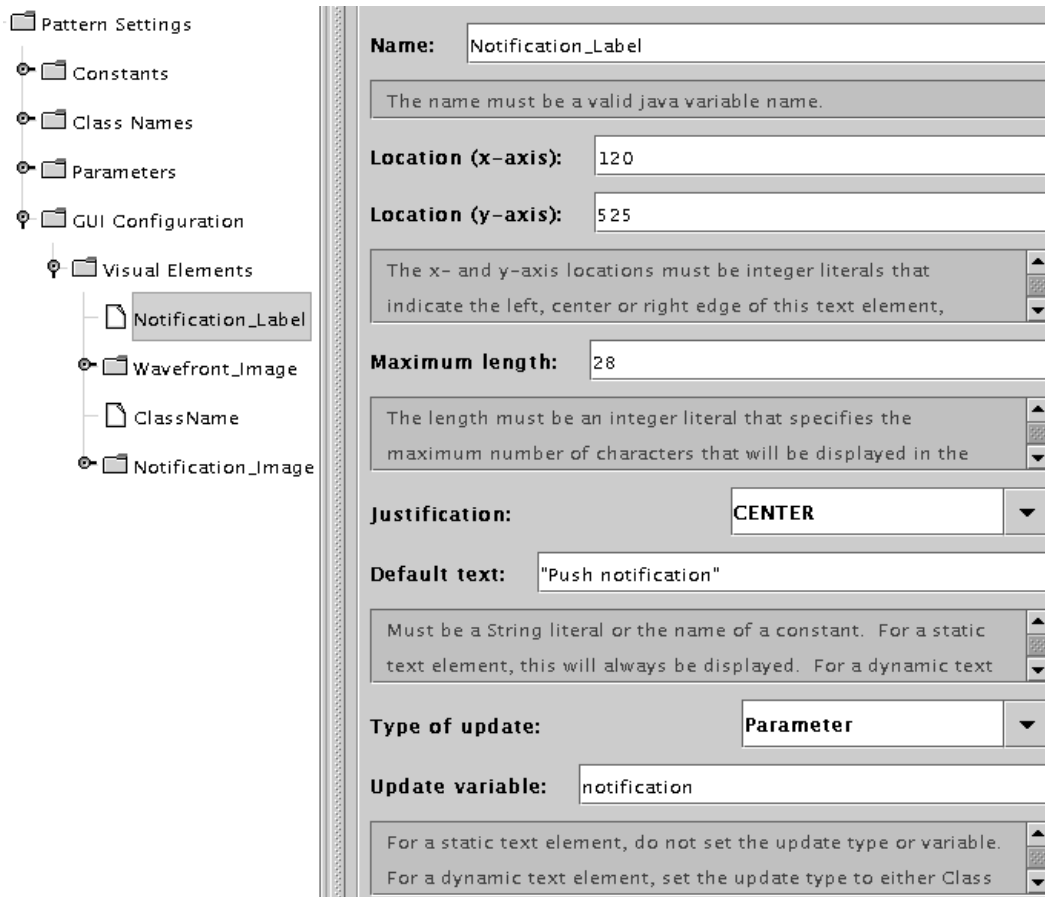 Pattern Settings
Constants
Class Names
Parameters
GUI Configuration
Visual Elements
Notification_Label
Wavefront_Image
ClassName
Notification_Image
Name: Notification_Label
The name must be a valid java variable name.
Location (x-axis): 120
Location (y-axis): 525
The x- and y-axis locations must be integer literals that
indicate the left, center or right edge of this text element,
Maximum length: 28
The length must be an integer literal that specifies the
maximum number of characters that will be displayed in the
Justification: CENTER
Default text: "Push notification"
Must be a String literal or the name of a constant. For a static
text element, this will always be displayed. For a dynamic text
Type of update: Parameter
Update variable: notification
For a static text element, do not set the update type or variable.
For a dynamic text element, set the update type to either Class